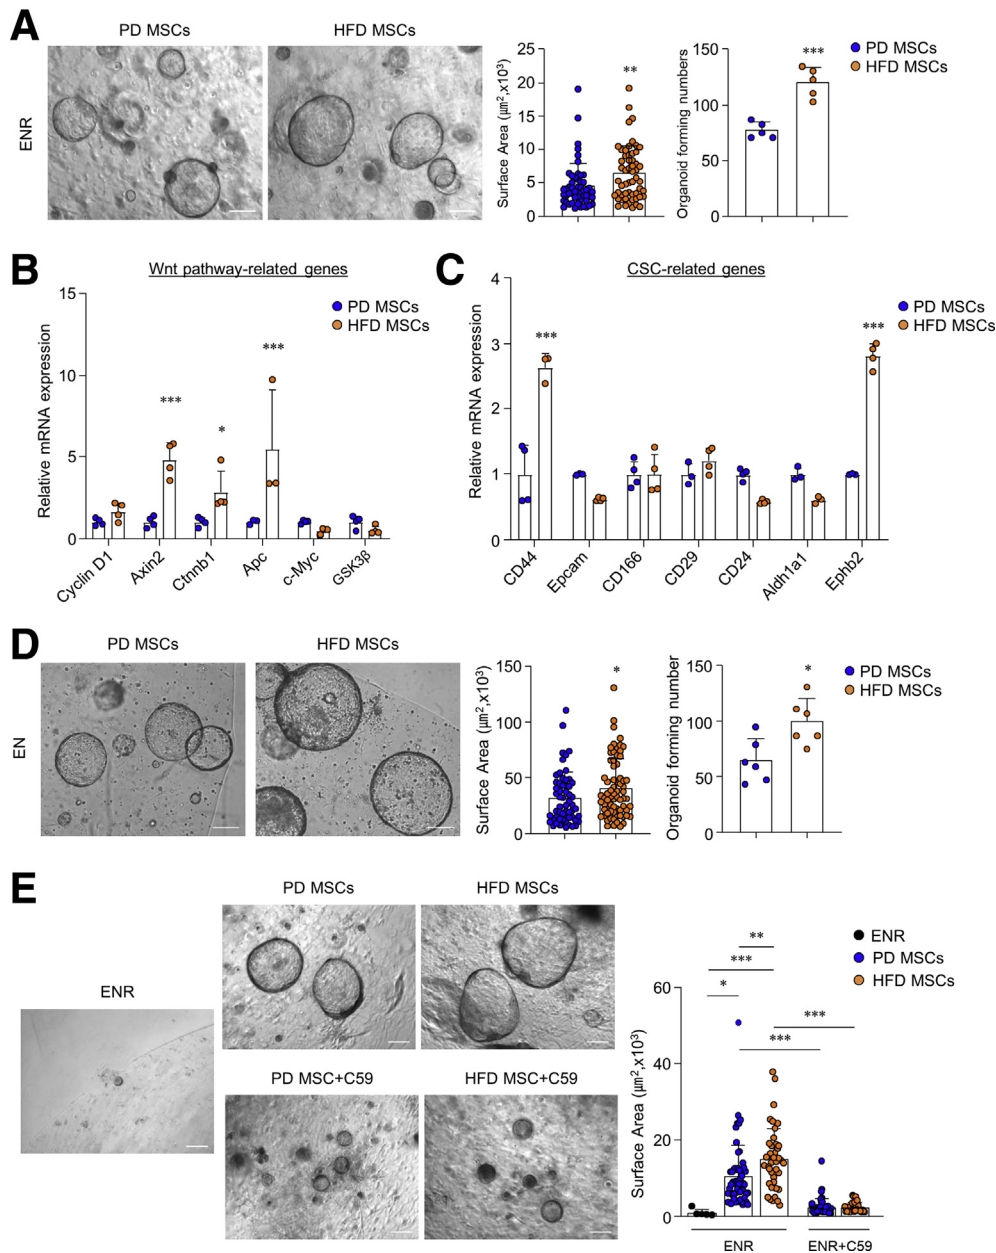 A
PD MSCs
HFD MSCs
ENR
Surface Area (μm²,x10³)
25
20
15
10
5
0
**
Organoid forming numbers
150
100
50
0
***
PD MSCs
HFD MSCs
B
Wnt pathway-related genes
Relative mRNA expression
15
10
5
0
***
*
***
PD MSCs
HFD MSCs
Cyclin D1
Axin2
Ctnnb1
Apc
c-Myc
GSK3β
C
CSC-related genes
Relative mRNA expression
4
3
2
1
0
***
***
PD MSCs
HFD MSCs
CD44
Epcam
CD166
CD29
CD24
Aldh1a1
Ephb2
D
PD MSCs
HFD MSCs
EN
Surface Area (μm²,x10³)
150
100
50
0
*
Organoid forming number
150
100
50
0
*
PD MSCs
HFD MSCs
E
ENR
PD MSCs
HFD MSCs
PD MSC+C59
HFD MSC+C59
Surface Area (μm²,x10³)
60
40
20
0
**
***
*
***
***
ENR
PD MSCs
HFD MSCs
ENR
ENR+C59